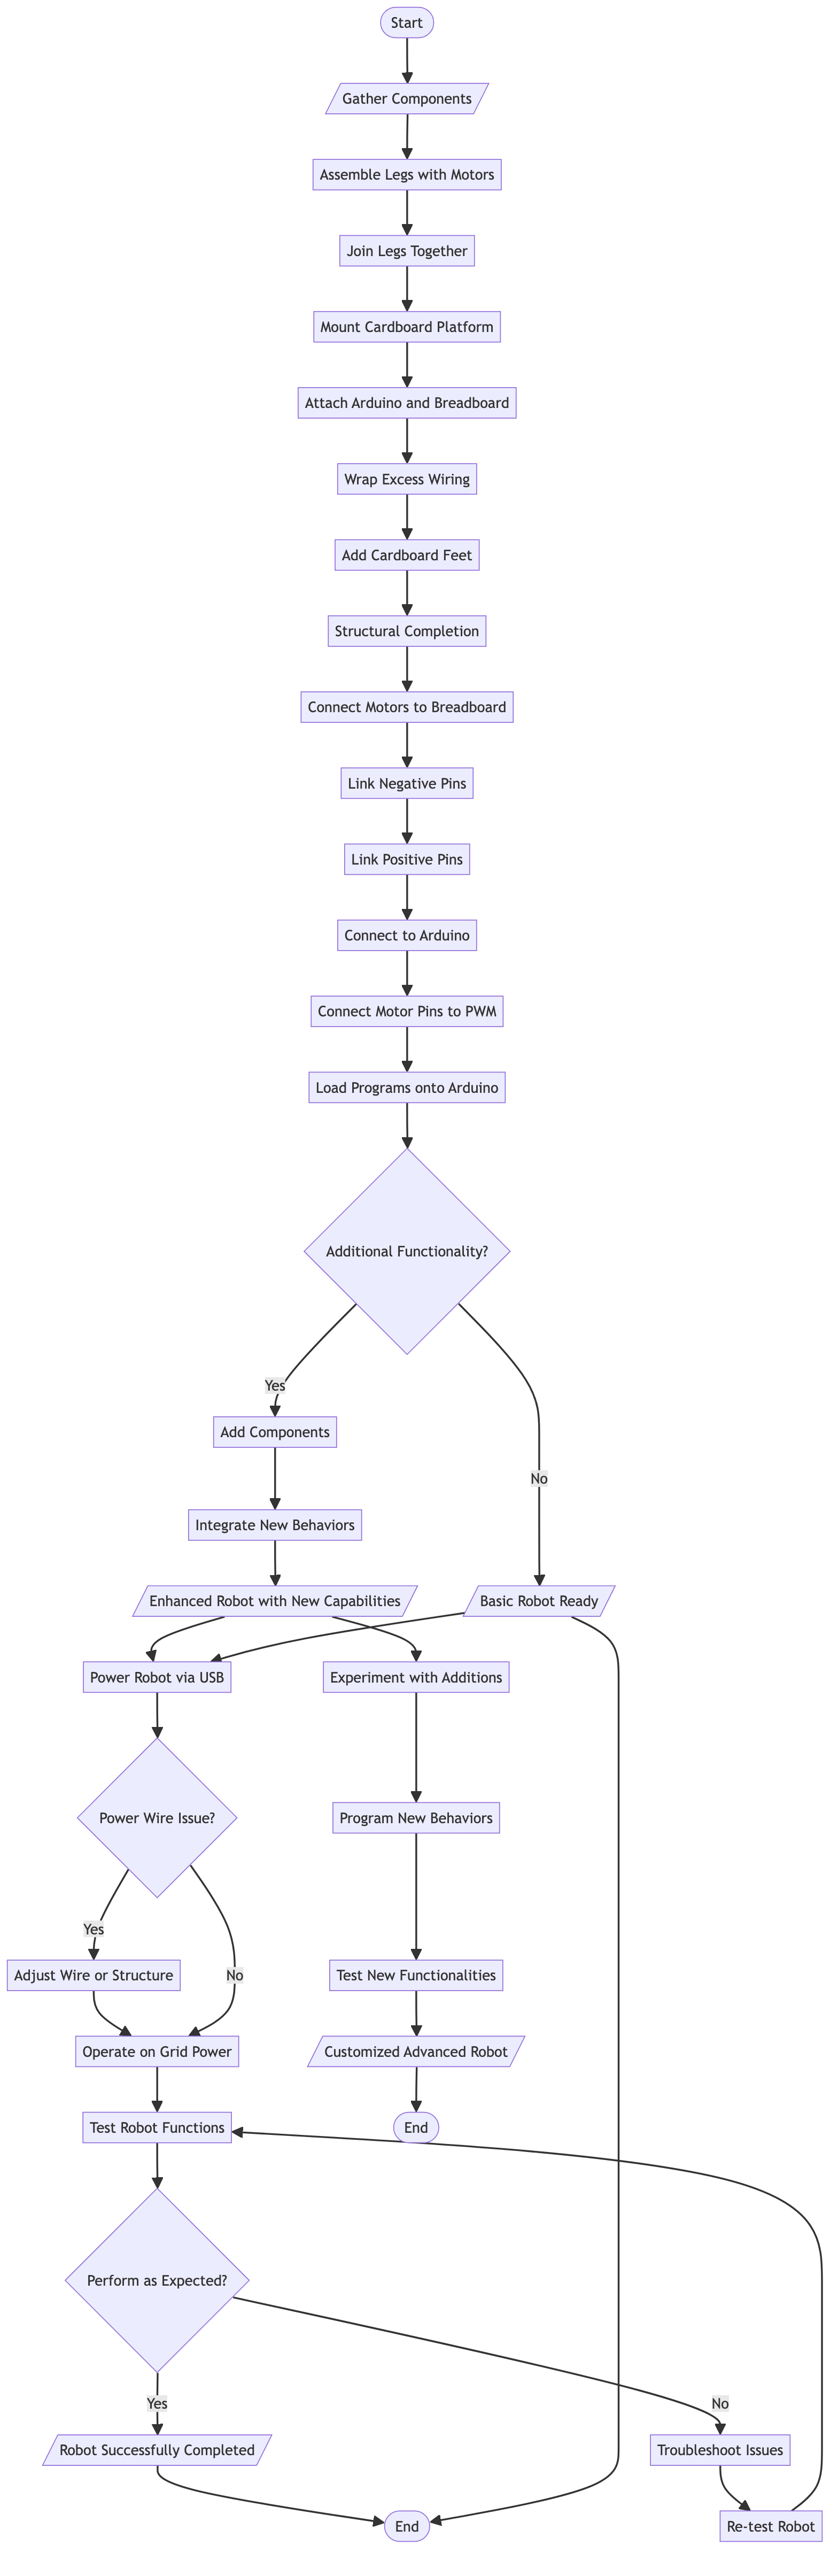 Start
Gather Components
Assemble Legs with Motors
Join Legs Together
Mount Cardboard Platform
Attach Arduino and Breadboard
Wrap Excess Wiring
Add Cardboard Feet
Structural Completion
Connect Motors to Breadboard
Link Negative Pins
Link Positive Pins
Connect to Arduino
Connect Motor Pins to PWM
Load Programs onto Arduino
Additional Functionality?
Yes
Add Components
No
Integrate New Behaviors
Enhanced Robot with New Capabilities
Basic Robot Ready
Power Robot via USB
Experiment with Additions
Power Wire Issue?
Program New Behaviors
Yes
No
Adjust Wire or Structure
Test New Functionalities
Operate on Grid Power
Customized Advanced Robot
Test Robot Functions
End
Perform as Expected?
Yes
No
Robot Successfully Completed
Troubleshoot Issues
End
Re-test Robot